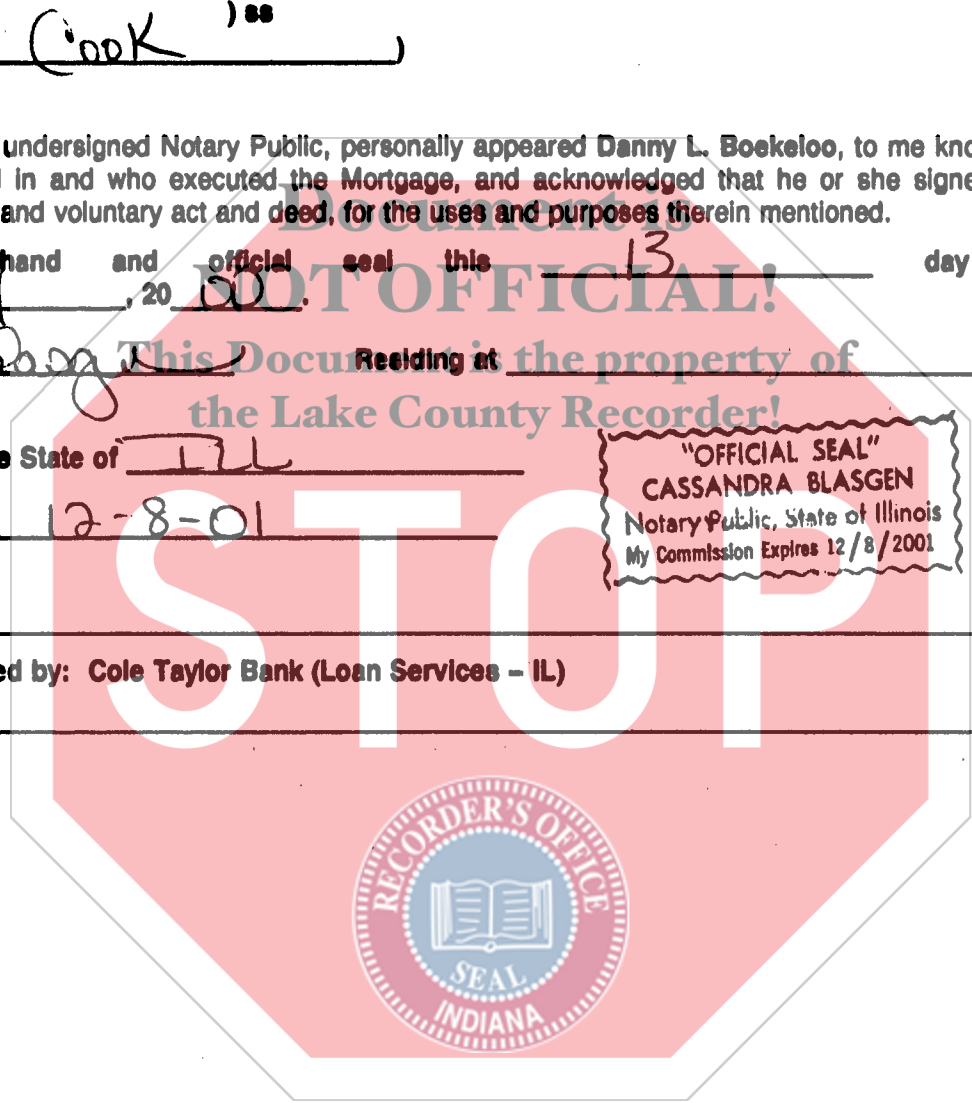 ) ss
Cook )
undersigned Notary Public, personally appeared Danny L. Boekeloo, to me kno
in and who executed the Mortgage, and acknowledged that he or she signe
and voluntary act and deed, for the uses and purposes therein mentioned.
Document is
hand and official seal this 13 day
NOT OFFICIAL!
, 20 00 .
This Document is the property of
Residing at
the Lake County Recorder!
e State of ILL
12-8-01
"OFFICIAL SEAL"
CASSANDRA BLASGEN
Notary Public, State of Illinois
My Commission Expires 12/8/2001
STOP
ed by: Cole Taylor Bank (Loan Services – IL)
RECORDER'S OFFICE
SEAL
INDIANA